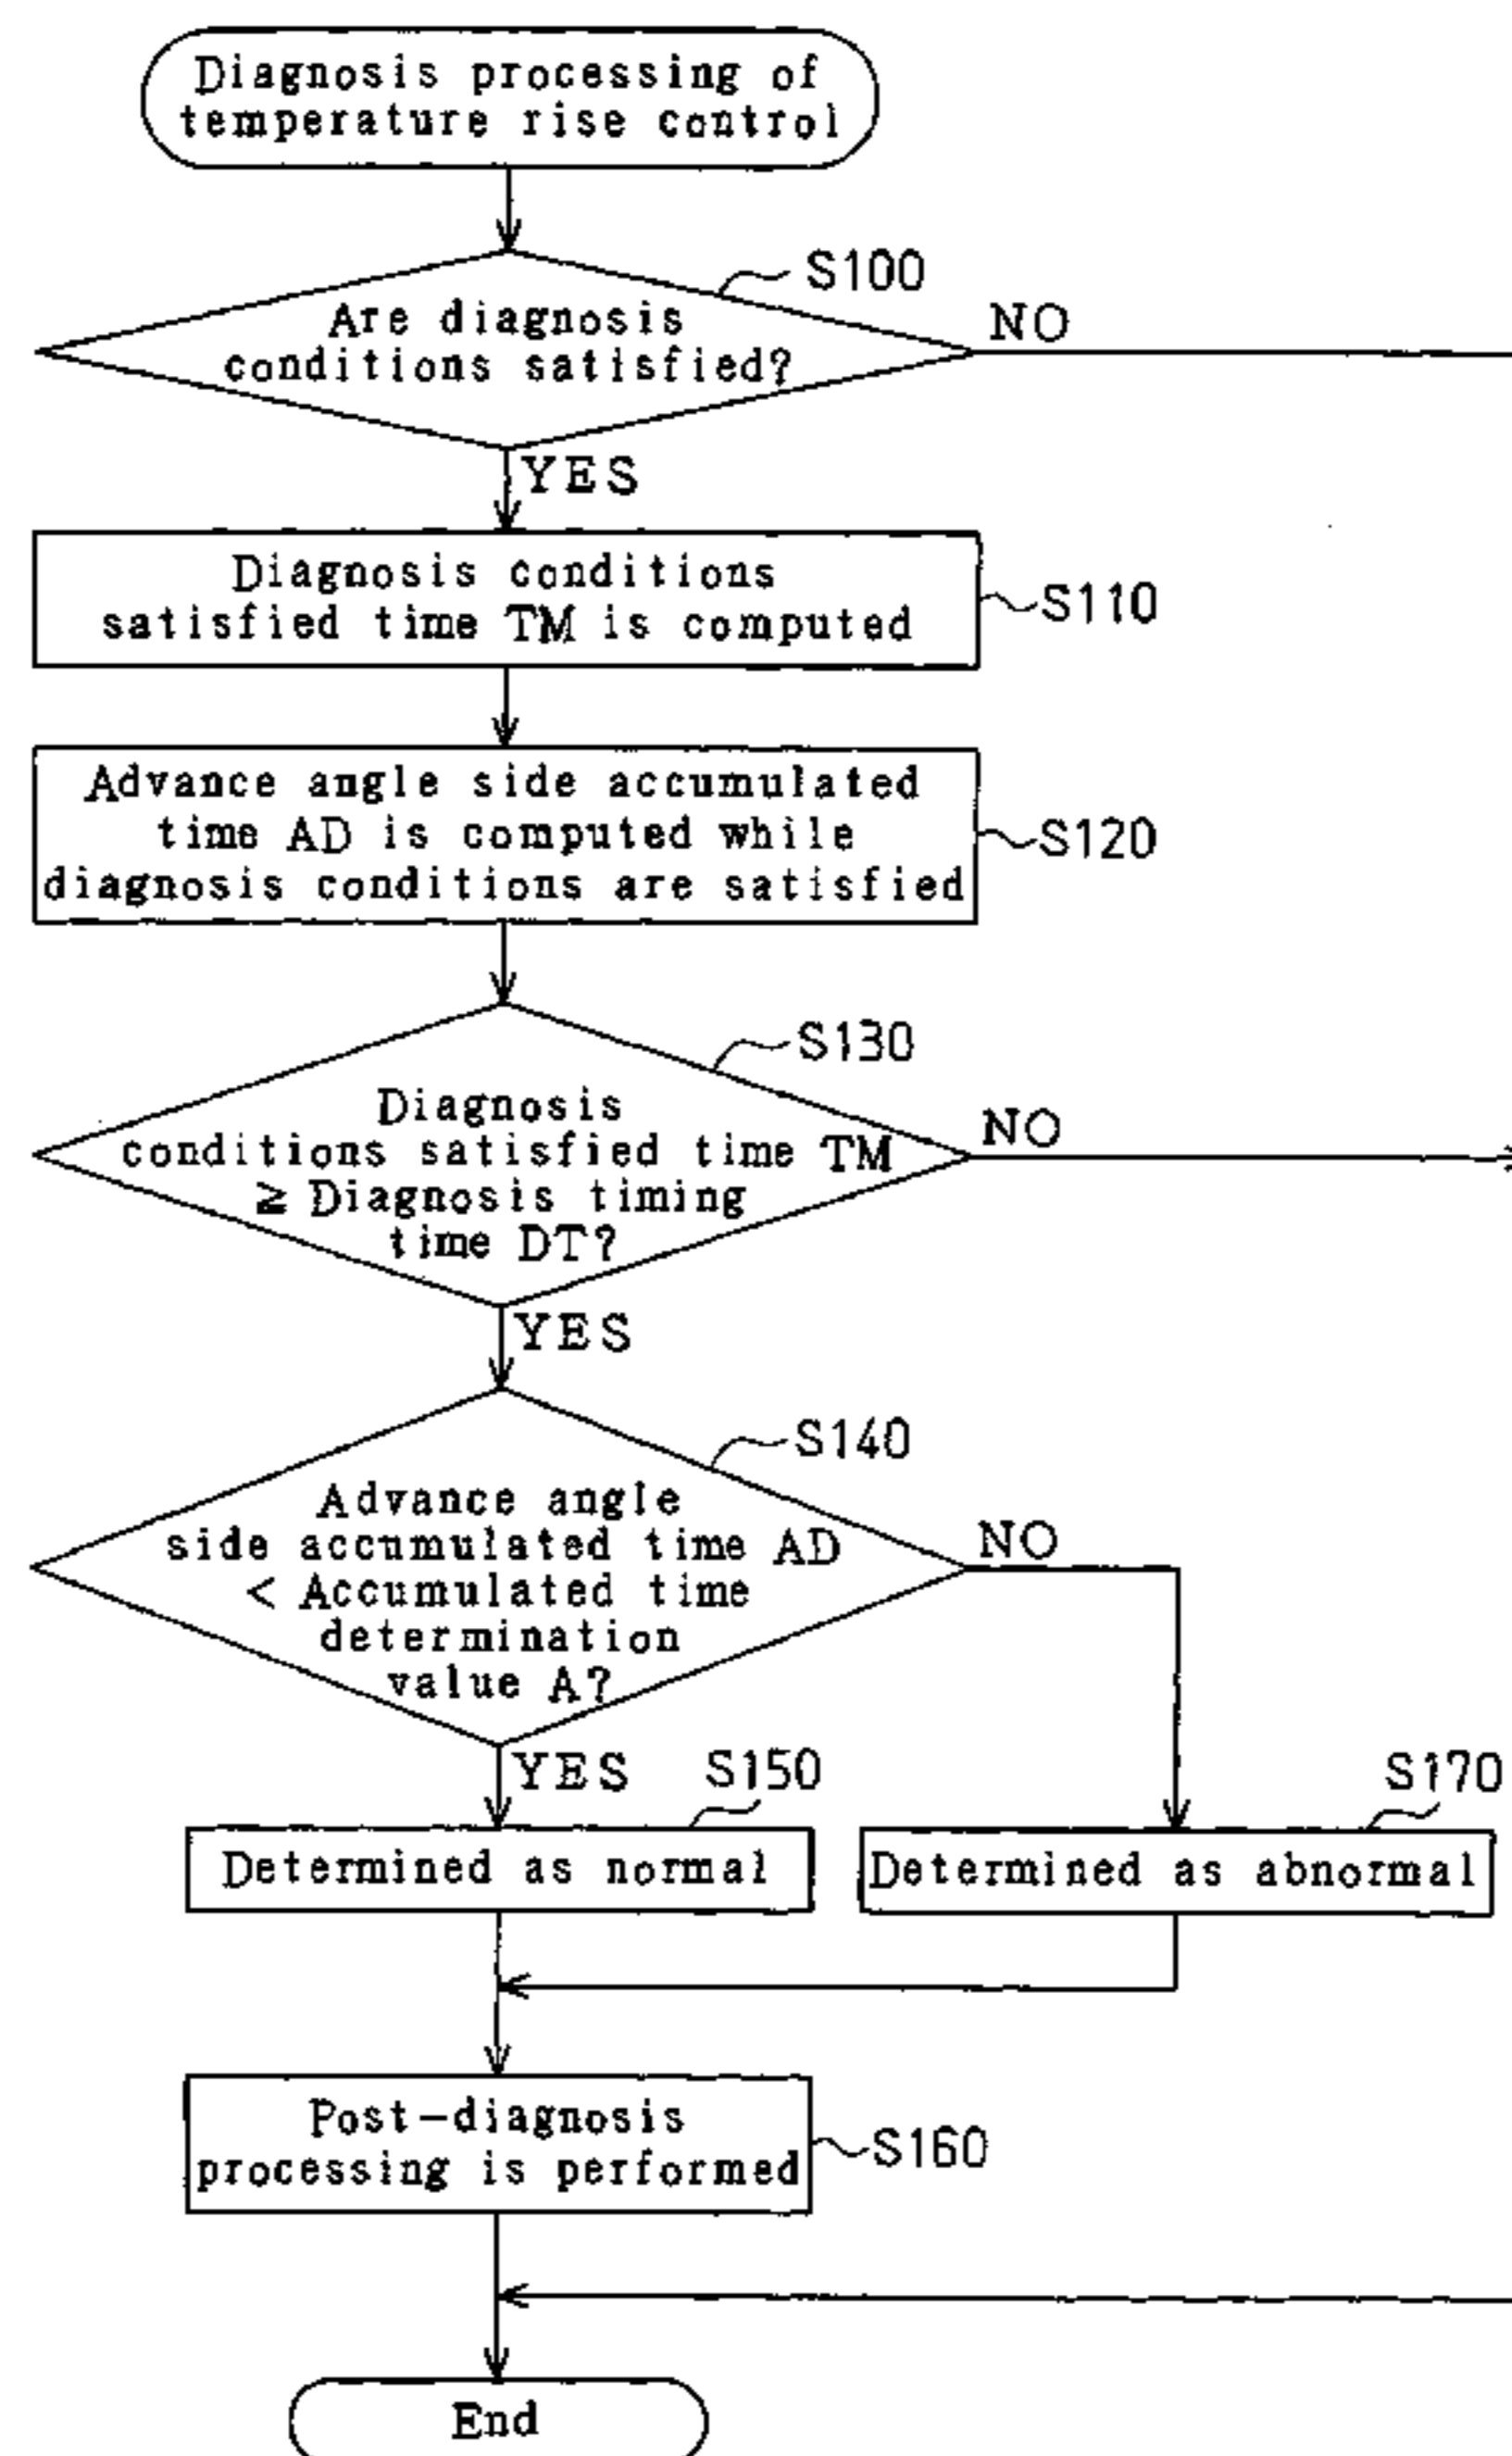 Diagnosis processing of
temperature rise control
S100
Are diagnosis
conditions satisfied?
NO
YES
Diagnosis conditions
satisfied time TM is computed
S110
Advance angle side accumulated
time AD is computed while
diagnosis conditions are satisfied
S120
S130
Diagnosis
conditions satisfied time TM
≧ Diagnosis timing
time DT?
NO
YES
S140
Advance angle
side accumulated time AD
< Accumulated time
determination
value A?
NO
YES
S150
S170
Determined as normal
Determined as abnormal
Post-diagnosis
processing is performed
S160
End